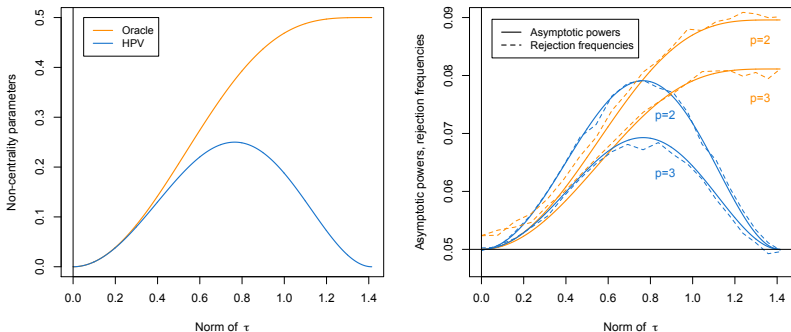 Non-centrality parameters
0.5
0.4
0.3
0.2
0.1
0.0
Oracle
HPV
0.0 0.2 0.4 0.6 0.8 1.0 1.2 1.4
Norm of τ
Asymptotic powers, rejection frequencies
0.09
0.08
0.07
0.06
0.05
Asymptotic powers
Rejection frequencies
p=2
p=3
p=2
p=3
0.0 0.2 0.4 0.6 0.8 1.0 1.2 1.4
Norm of τ